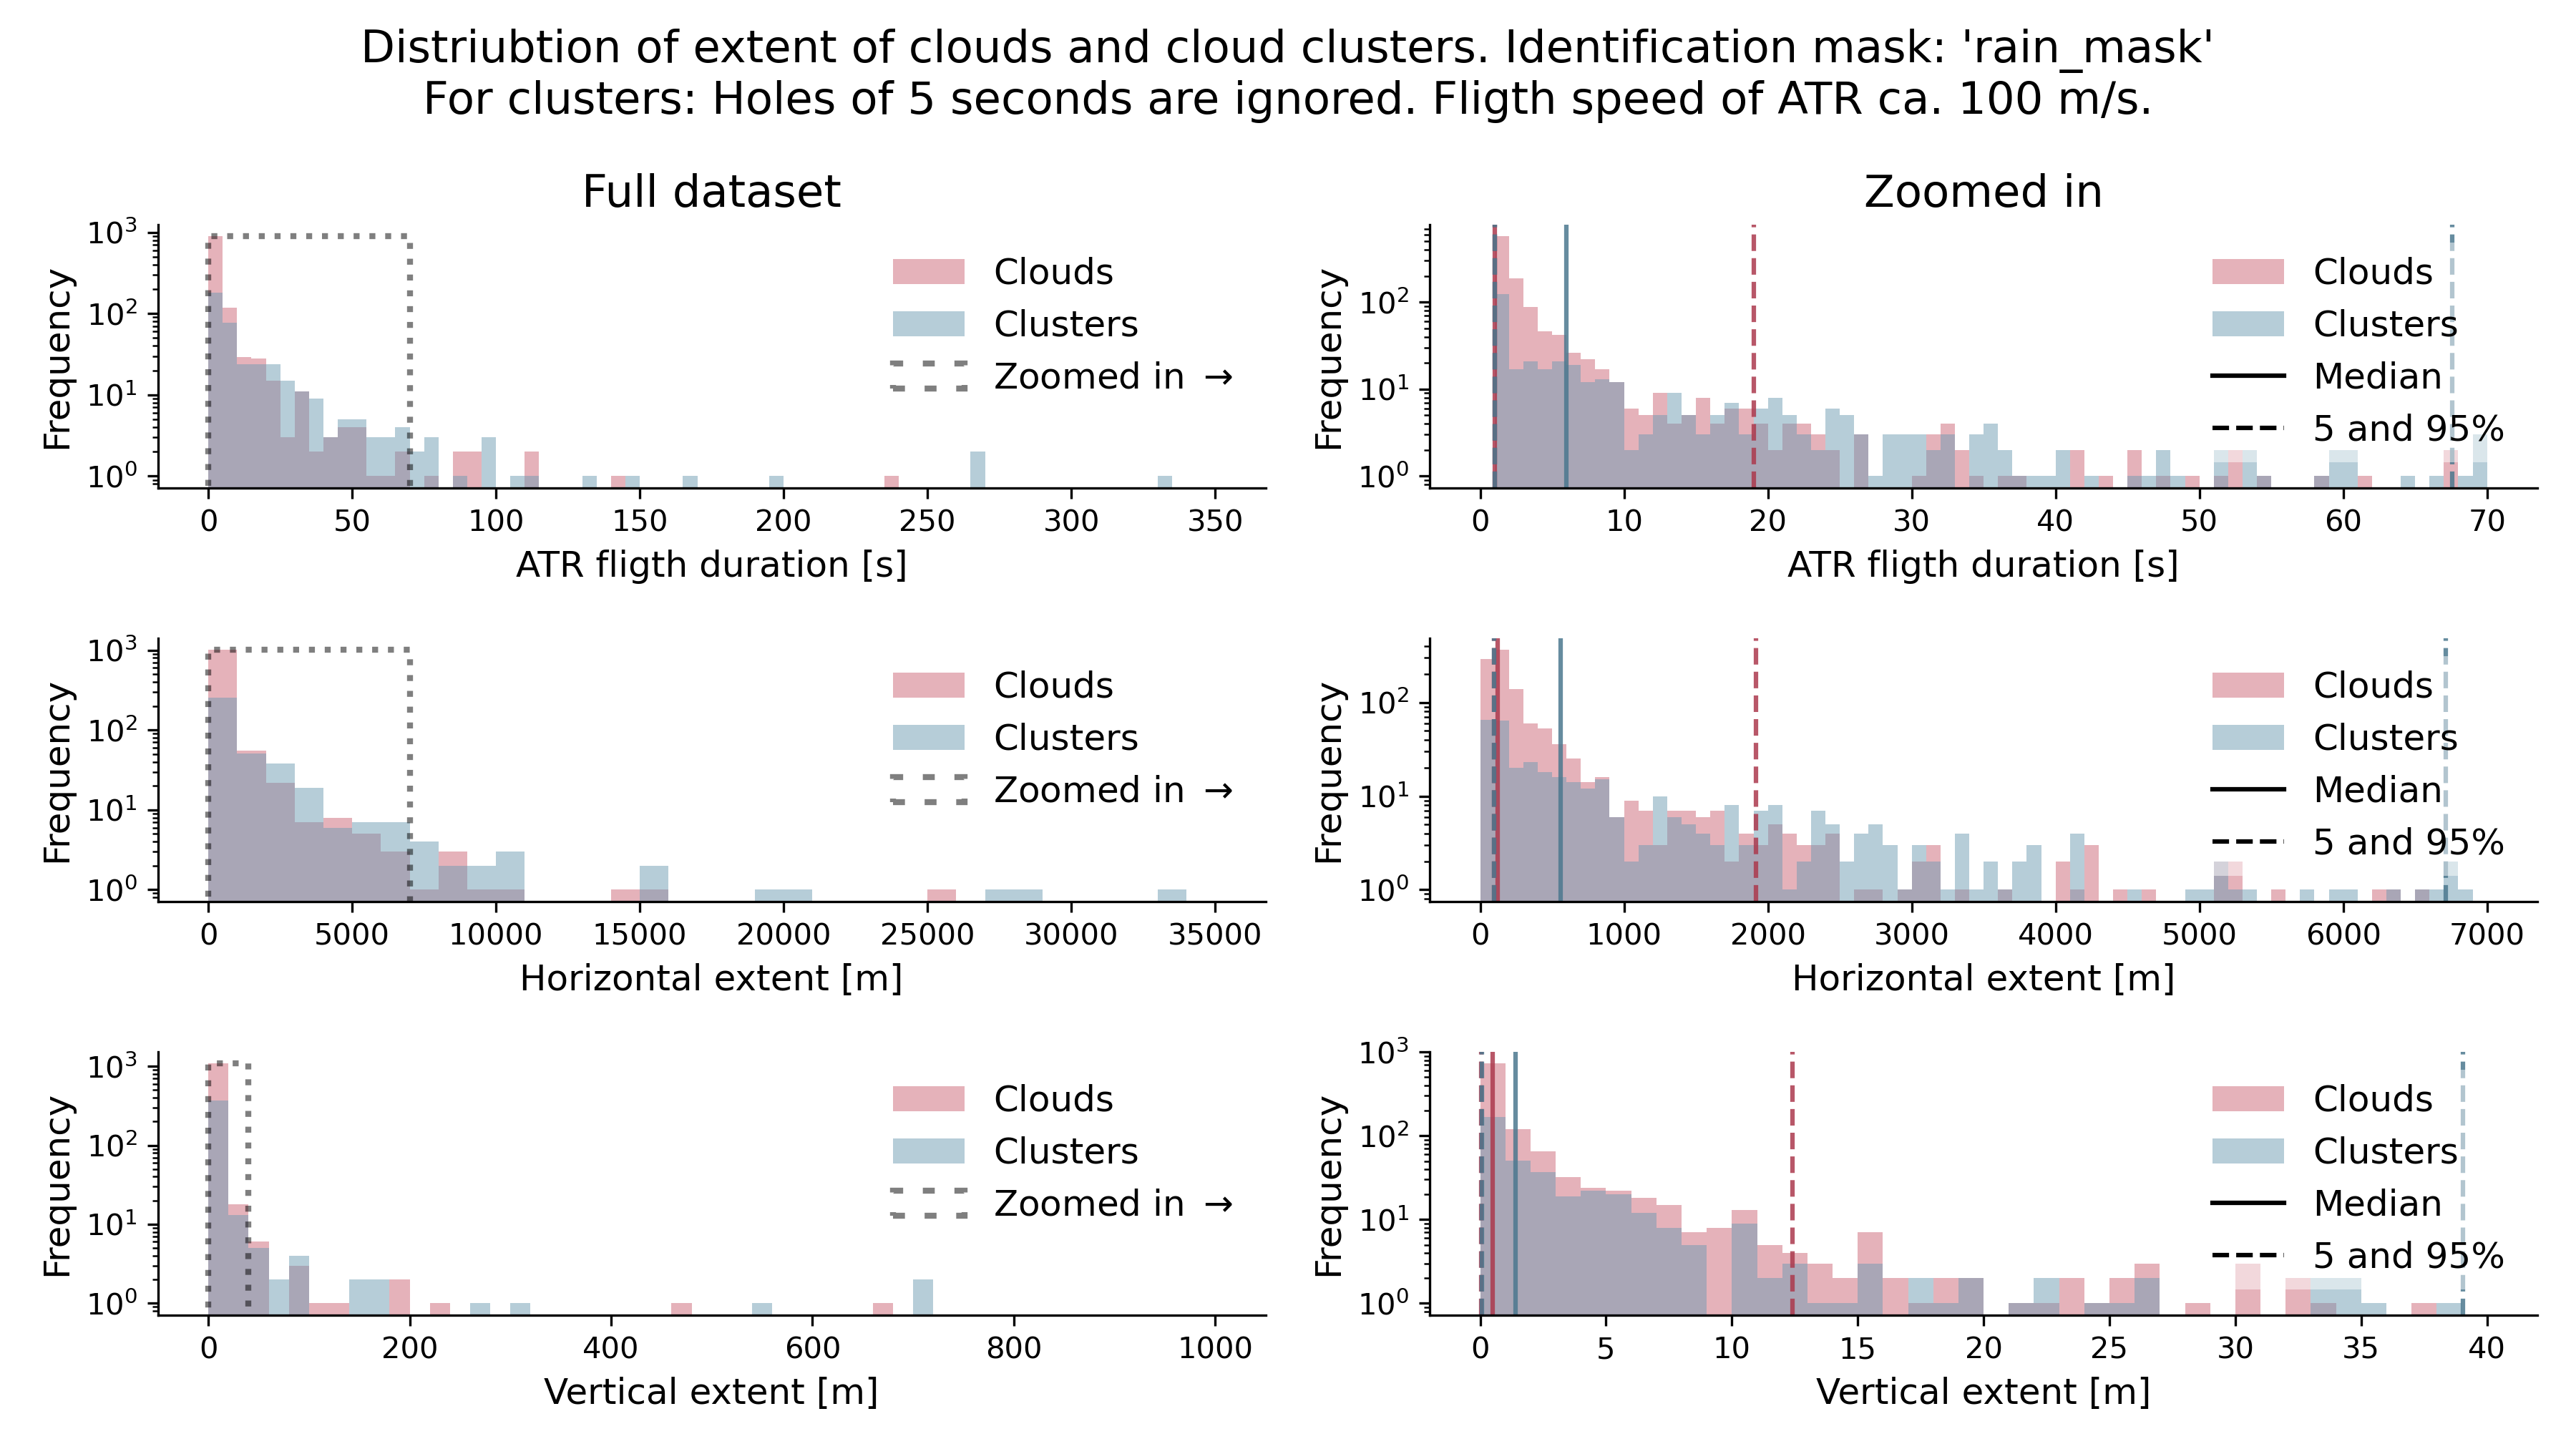 Distriubtion of extent of clouds and cloud clusters. Identification mask: 'rain_mask'
For clusters: Holes of 5 seconds are ignored. Fligth speed of ATR ca. 100 m/s.
Full dataset
Frequency
10³
10²
10¹
10⁰
Clouds
Clusters
Zoomed in →
0 50 100 150 200 250 300 350
ATR fligth duration [s]
Zoomed in
Frequency
10²
10¹
10⁰
Clouds
Clusters
Median
5 and 95%
0 10 20 30 40 50 60 70
ATR fligth duration [s]
Frequency
10³
10²
10¹
10⁰
Clouds
Clusters
Zoomed in →
0 5000 10000 15000 20000 25000 30000 35000
Horizontal extent [m]
Frequency
10²
10¹
10⁰
Clouds
Clusters
Median
5 and 95%
0 1000 2000 3000 4000 5000 6000 7000
Horizontal extent [m]
Frequency
10³
10²
10¹
10⁰
Clouds
Clusters
Zoomed in →
0 200 400 600 800 1000
Vertical extent [m]
Frequency
10³
10²
10¹
10⁰
Clouds
Clusters
Median
5 and 95%
0 5 10 15 20 25 30 35 40
Vertical extent [m]